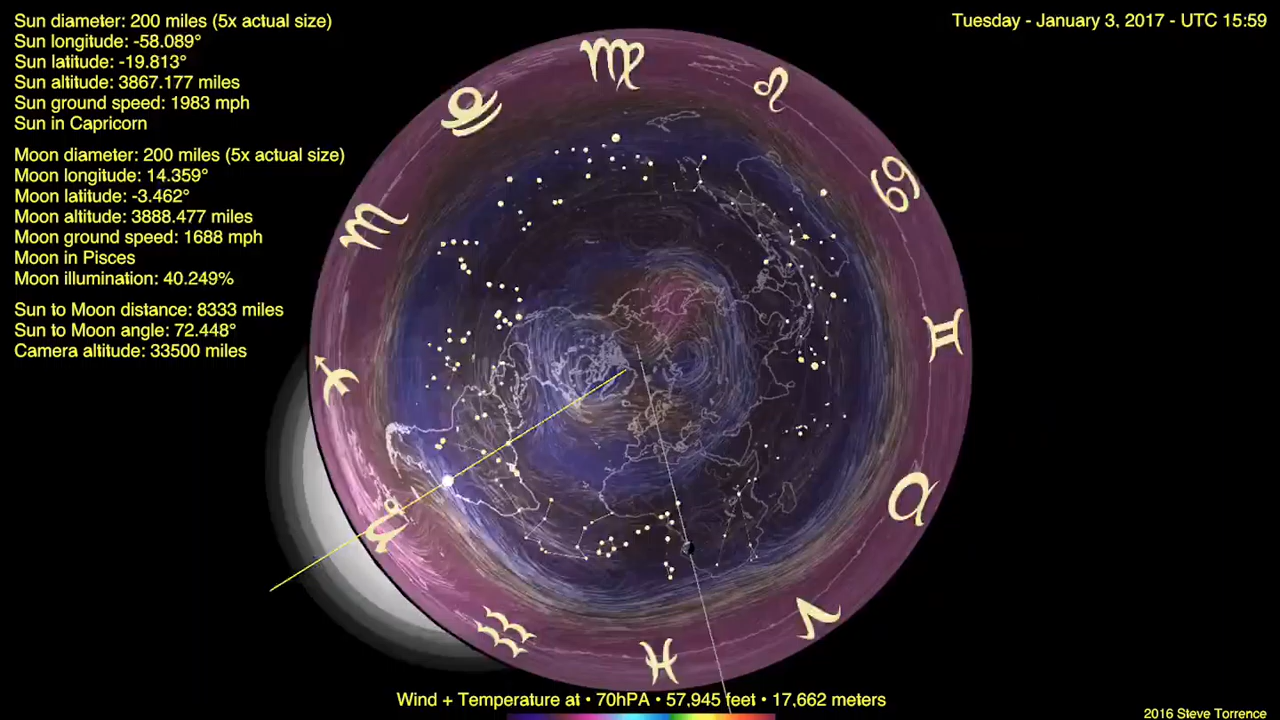 Sun diameter: 200 miles (5x actual size)
Sun longitude: -58.089°
Sun latitude: -19.813°
Sun altitude: 3867.177 miles
Sun ground speed: 1983 mph
Sun in Capricorn
Moon diameter: 200 miles (5x actual size)
Moon longitude: 14.359°
Moon latitude: -3.462°
Moon altitude: 3888.477 miles
Moon ground speed: 1688 mph
Moon in Pisces
Moon illumination: 40.249%
Sun to Moon distance: 8333 miles
Sun to Moon angle: 72.448°
Camera altitude: 33500 miles
Tuesday - January 3, 2017 - UTC 15:59
Wind + Temperature at • 70hPA • 57,945 feet • 17,662 meters
2016 Steve Torrence